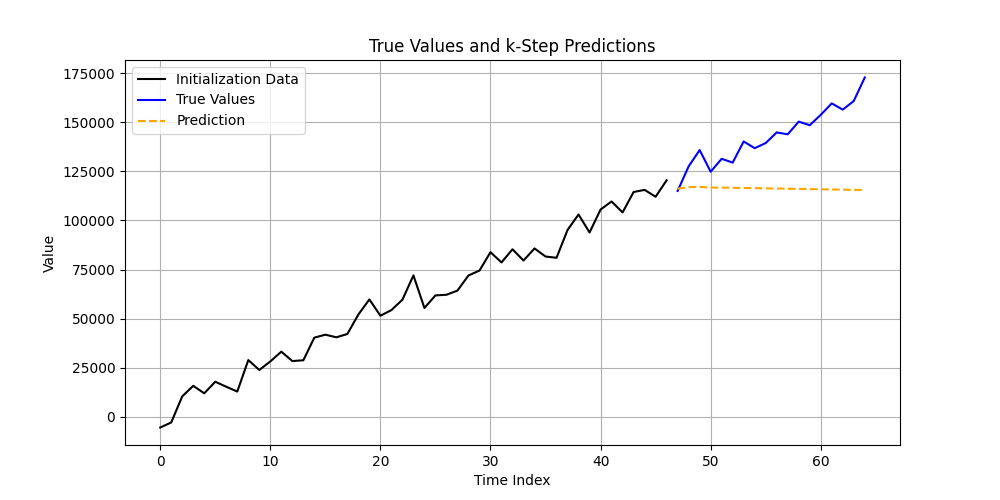 True Values and k-Step Predictions
Initialization Data
True Values
Prediction
175000
150000
125000
100000
75000
50000
25000
0
Value
0 10 20 30 40 50 60
Time Index